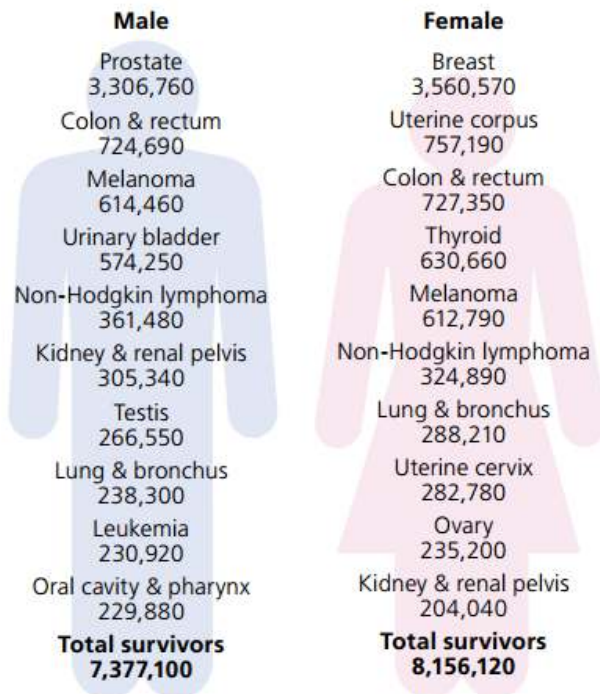 Male
Prostate
3,306,760
Colon & rectum
724,690
Melanoma
614,460
Urinary bladder
574,250
Non-Hodgkin lymphoma
361,480
Kidney & renal pelvis
305,340
Testis
266,550
Lung & bronchus
238,300
Leukemia
230,920
Oral cavity & pharynx
229,880
Total survivors
7,377,100
Female
Breast
3,560,570
Uterine corpus
757,190
Colon & rectum
727,350
Thyroid
630,660
Melanoma
612,790
Non-Hodgkin lymphoma
324,890
Lung & bronchus
288,210
Uterine cervix
282,780
Ovary
235,200
Kidney & renal pelvis
204,040
Total survivors
8,156,120